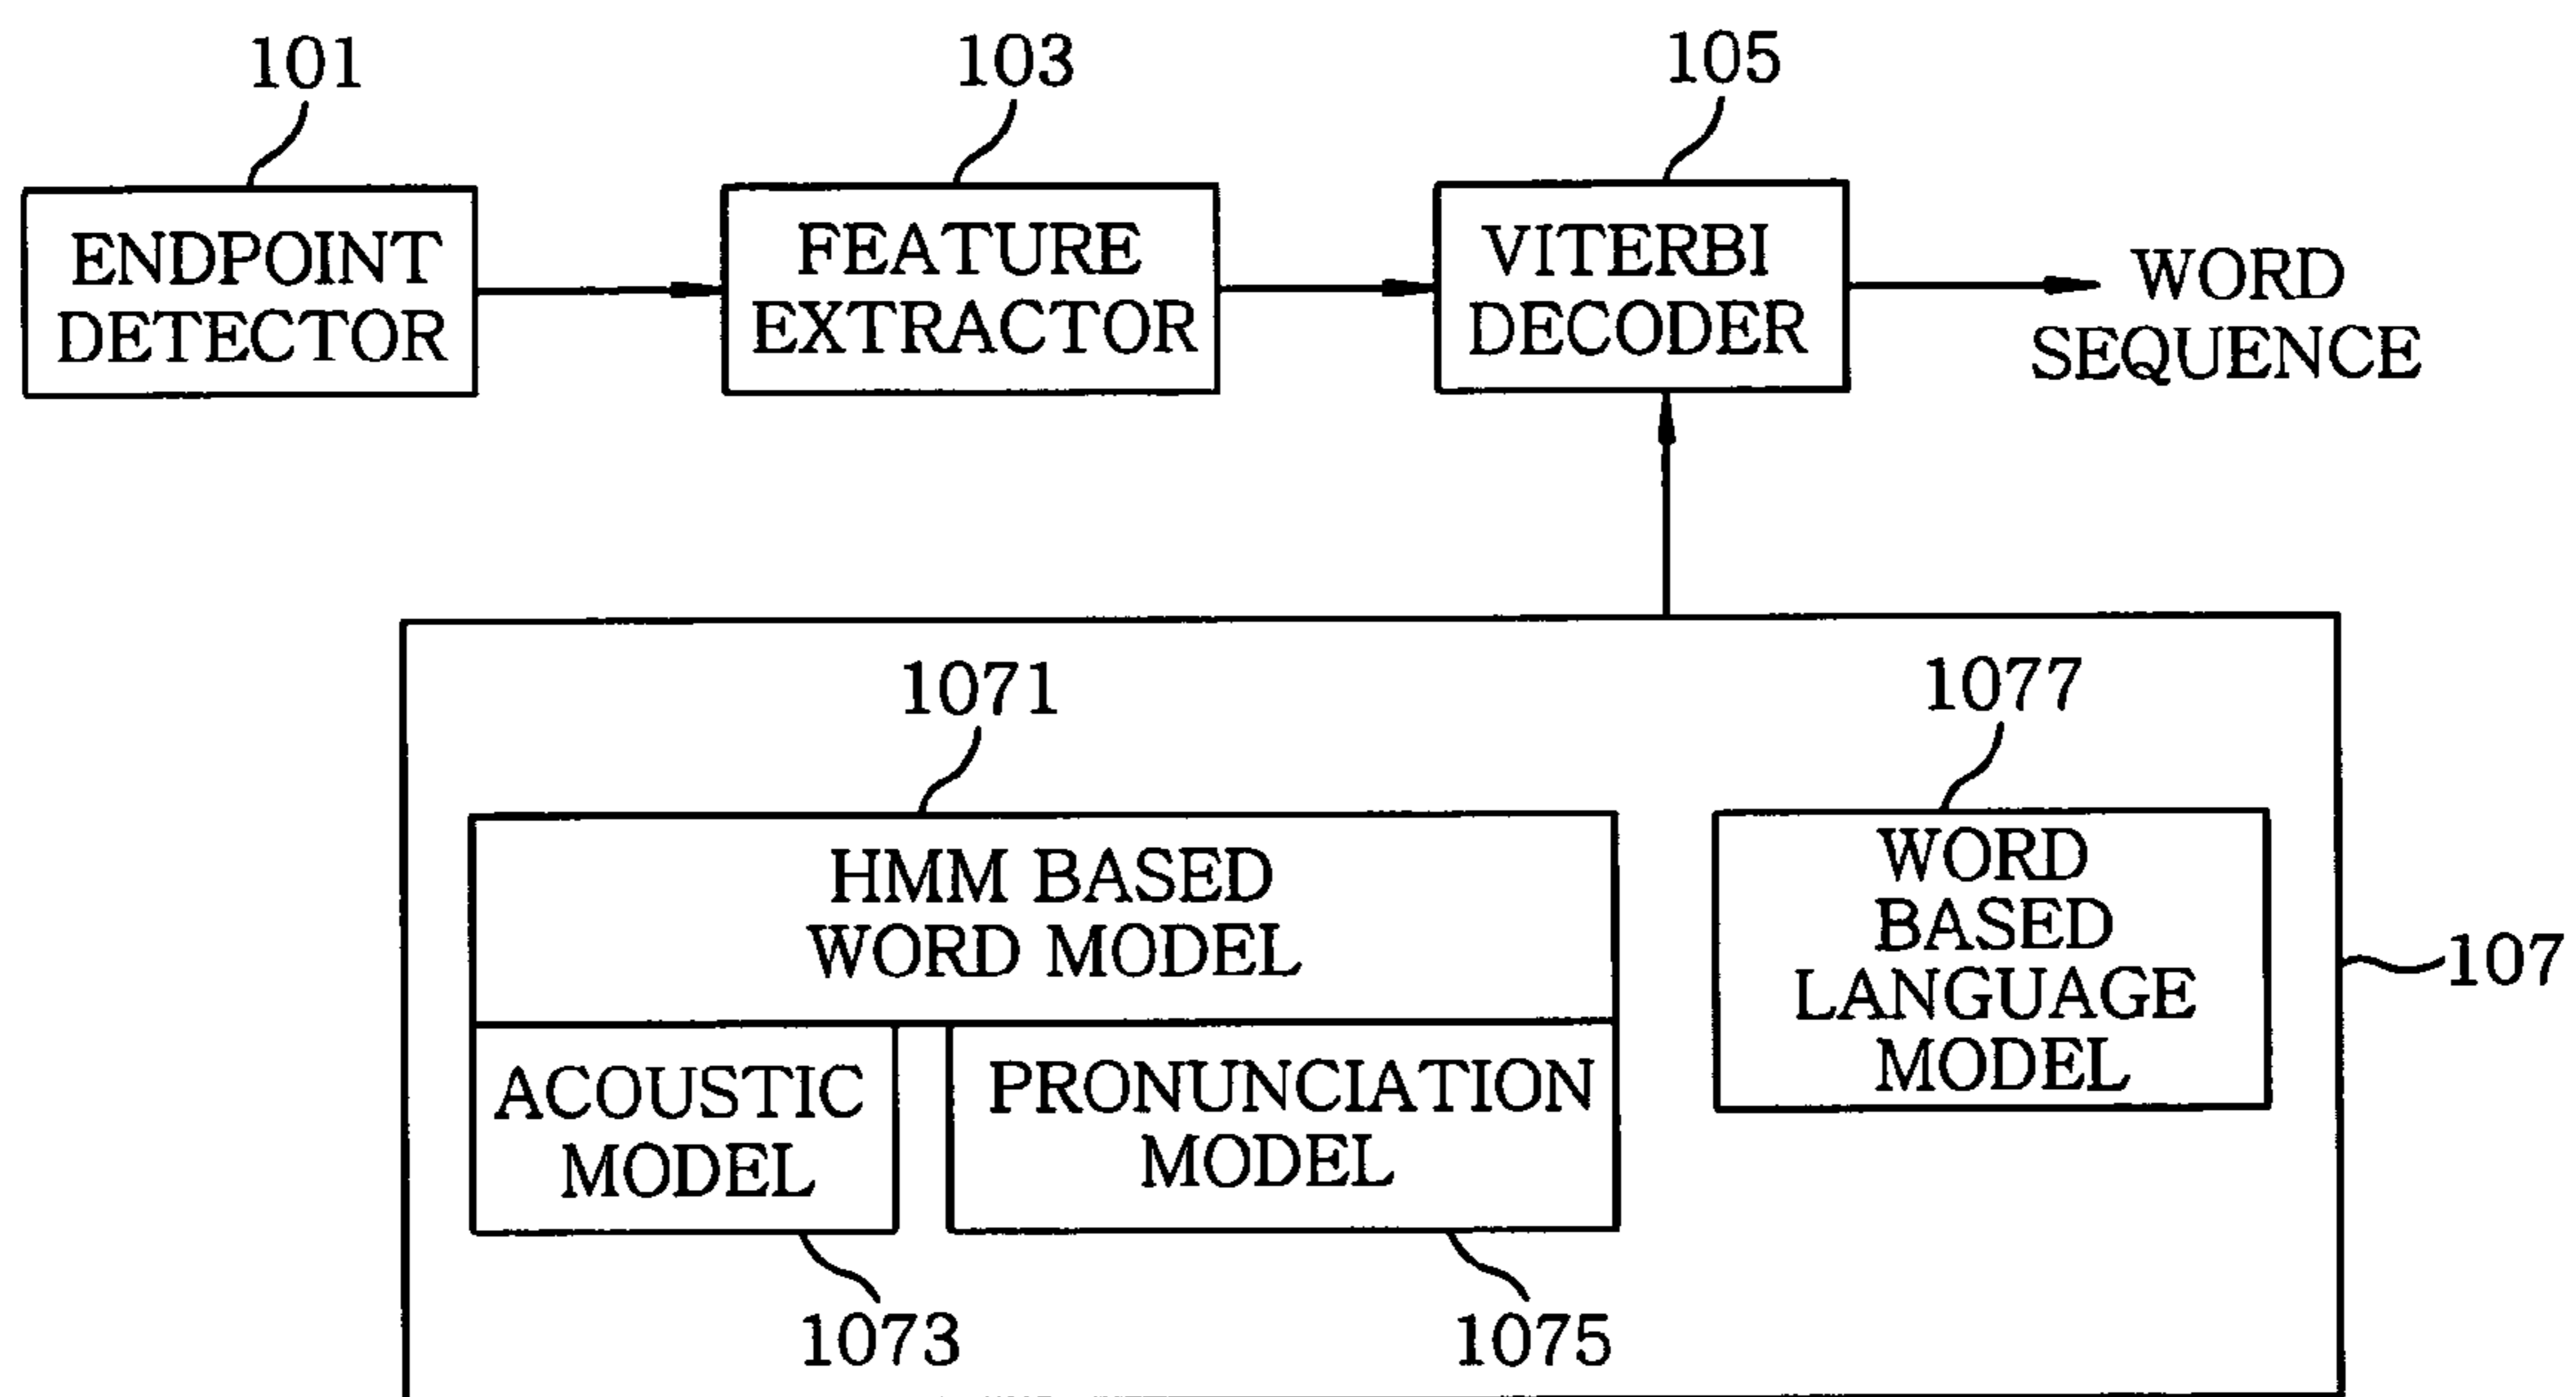 101
103
105
ENDPOINT
DETECTOR
FEATURE
EXTRACTOR
VITERBI
DECODER
WORD
SEQUENCE
1071
1077
HMM BASED
WORD MODEL
WORD
BASED
LANGUAGE
MODEL
107
ACOUSTIC
MODEL
PRONUNCIATION
MODEL
1073
1075